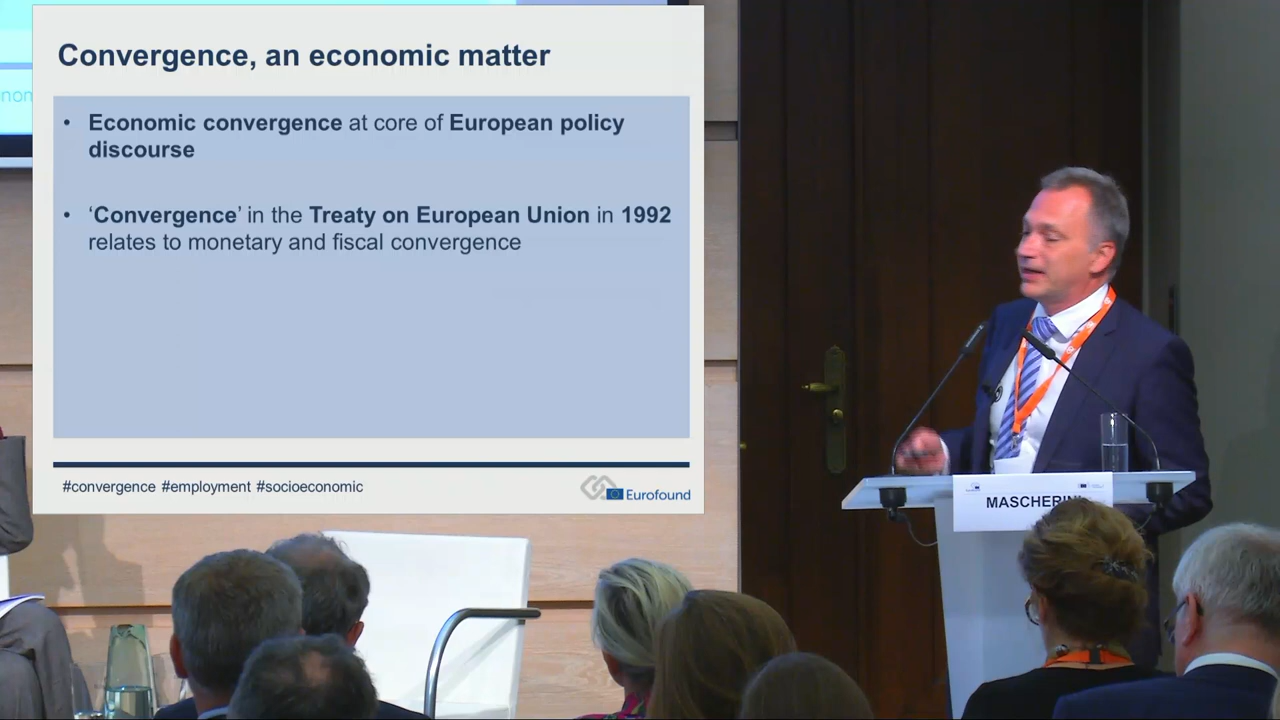 Convergence, an economic matter
• Economic convergence at core of European policy
discourse
• ‘Convergence’ in the Treaty on European Union in 1992
relates to monetary and fiscal convergence
#convergence #employment #socioeconomic
Eurofound